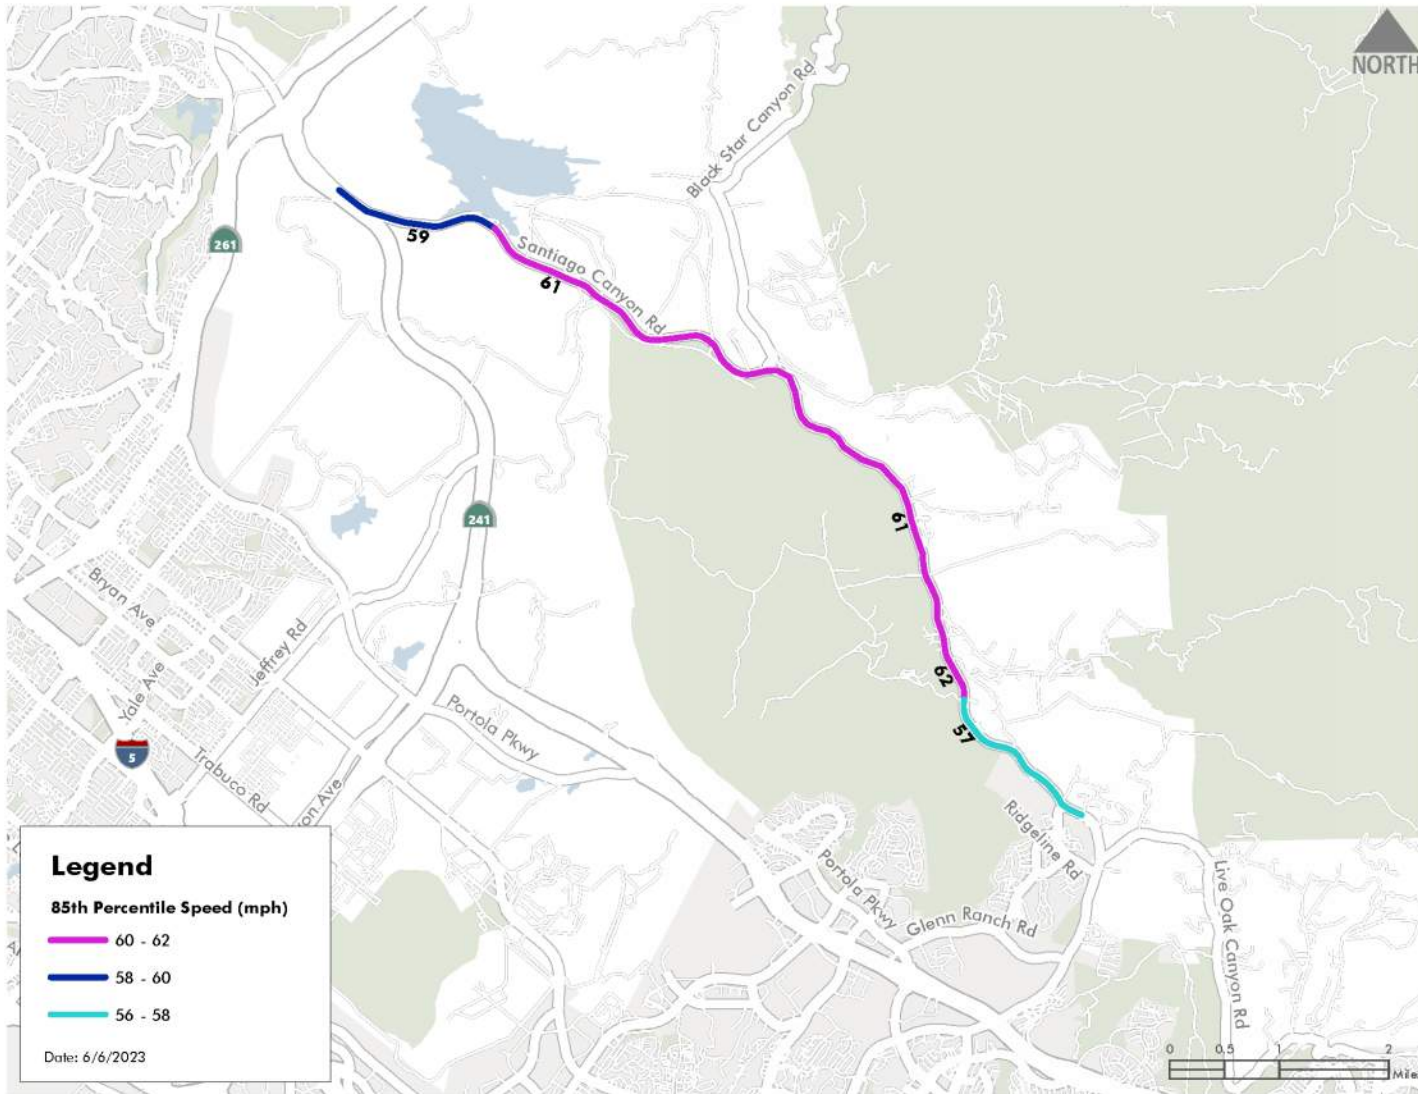 NORTH
Black Star Canyon Rd
261
59
Santiago Canyon Rd
61
241
61
Bryan Ave
Jeffrey Rd
Yale Ave
62
57
Portola Pkwy
5
Trabuco Rd
Ave
Ridgeline Rd
Portola Pkwy
Glenn Ranch Rd
Live Oak Canyon Rd
Legend
85th Percentile Speed (mph)
60 - 62
58 - 60
56 - 58
Date: 6/6/2023
0 0.5 1 2
Mile